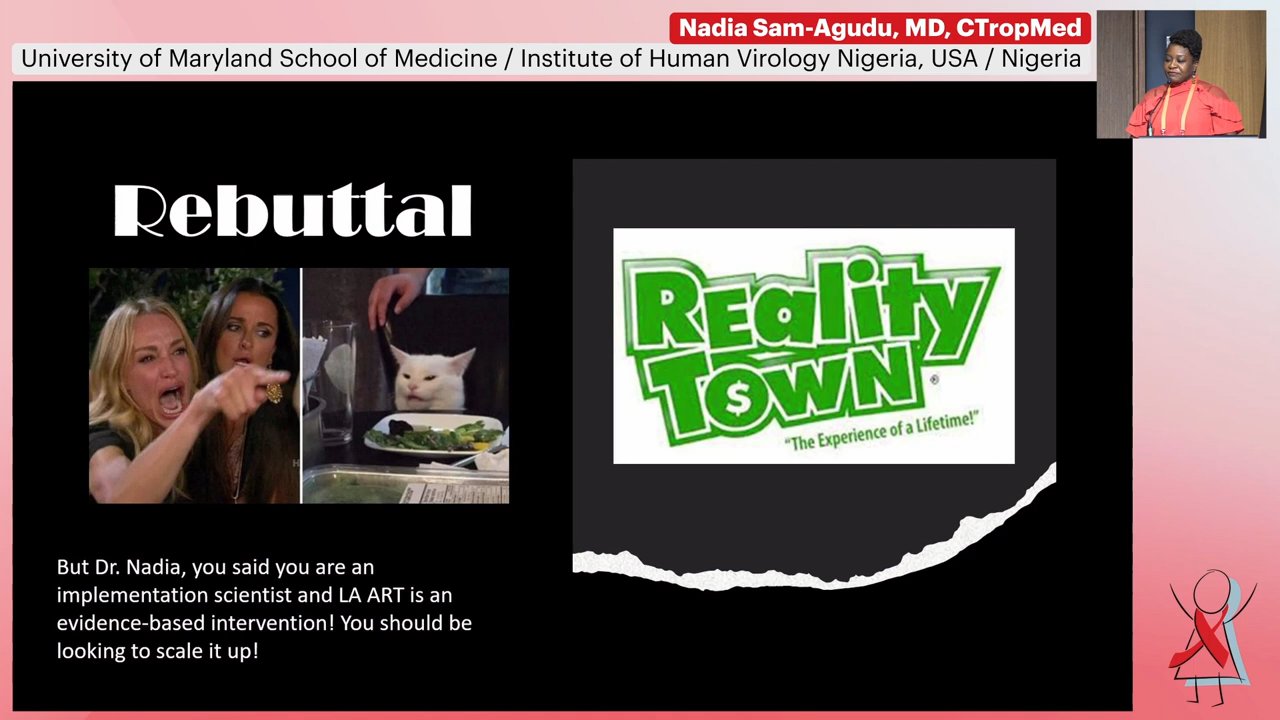 Nadia Sam-Agudu, MD, CTropMed
University of Maryland School of Medicine / Institute of Human Virology Nigeria, USA / Nigeria
Rebuttal
REality
TOWN
$
®
“The Experience of a Lifetime!”
But Dr. Nadia, you said you are an
implementation scientist and LA ART is an
evidence-based intervention! You should be
looking to scale it up!